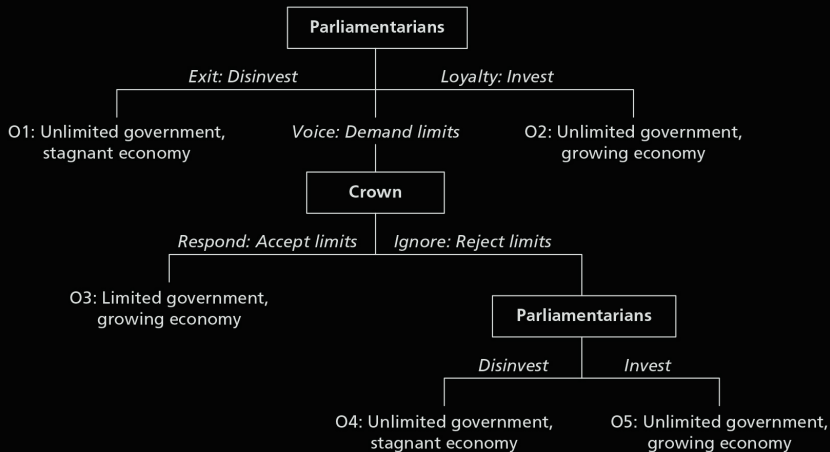 Parliamentarians
Exit: Disinvest
Loyalty: Invest
O1: Unlimited government,
stagnant economy
Voice: Demand limits
O2: Unlimited government,
growing economy
Crown
Respond: Accept limits
Ignore: Reject limits
O3: Limited government,
growing economy
Parliamentarians
Disinvest
Invest
O4: Unlimited government,
stagnant economy
O5: Unlimited government,
growing economy